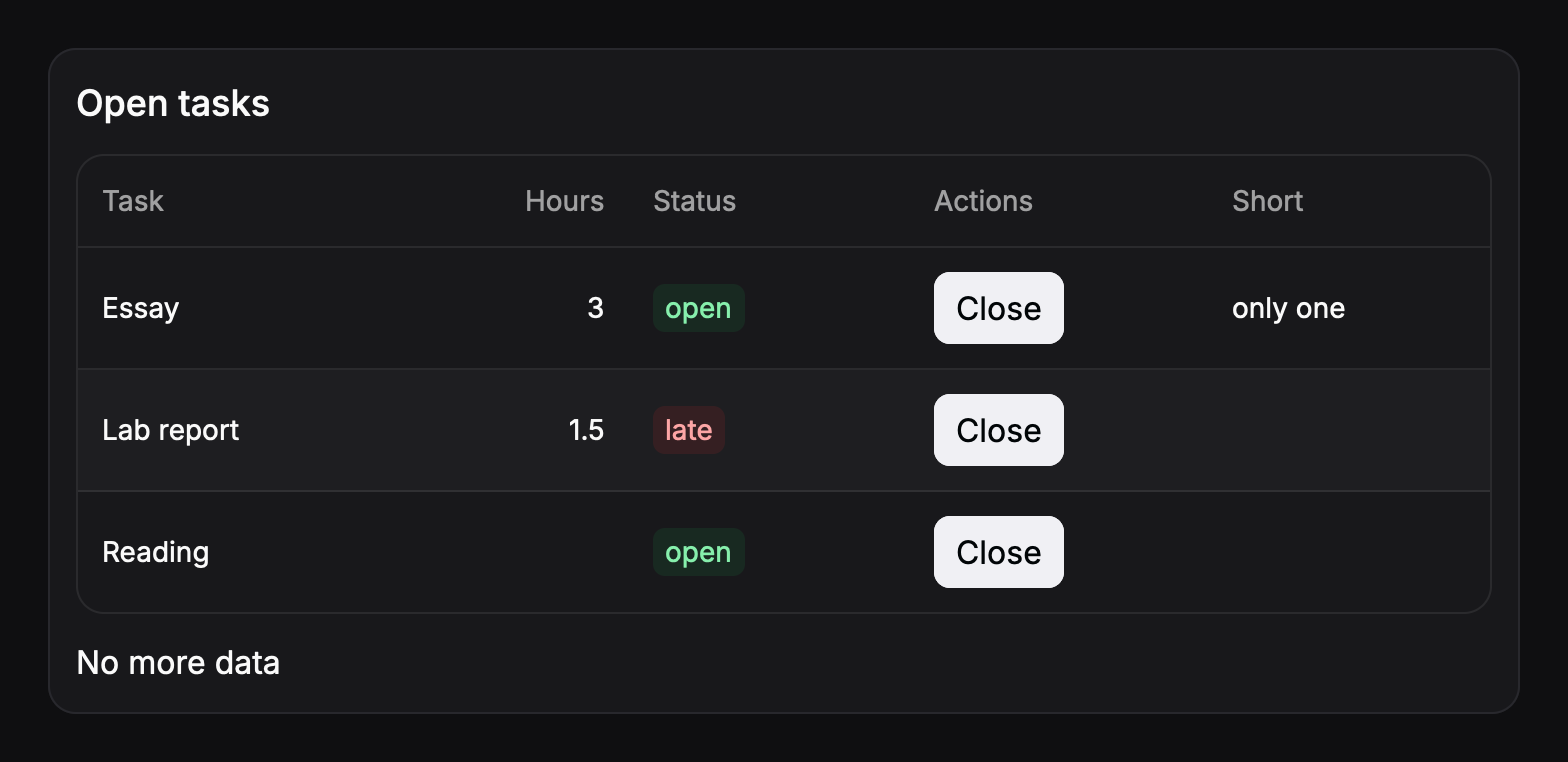 Open tasks
Task Hours Status Actions Short
Essay 3 open Close only one
Lab report 1.5 late Close
Reading open Close
No more data